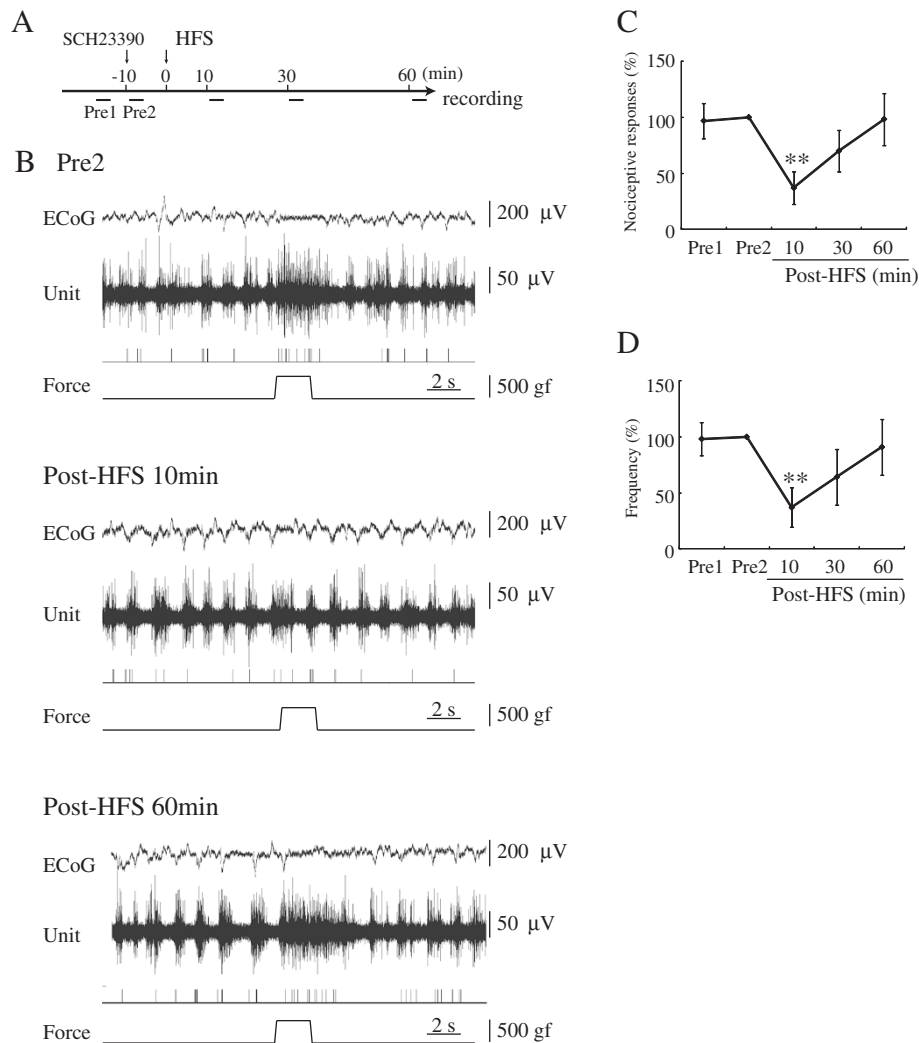 A
SCH23390 HFS
-10 0 10 30 60 (min)
recording
Pre1 Pre2
B Pre2
ECoG 200 μV
Unit 50 μV
Force 2 s 500 gf
Post-HFS 10min
ECoG 200 μV
Unit 50 μV
Force 2 s 500 gf
Post-HFS 60min
ECoG 200 μV
Unit 50 μV
Force 2 s 500 gf
C
Nociceptive responses (%)
150
100
50
0
**
Pre1 Pre2 10 30 60
Post-HFS (min)
D
Frequency (%)
150
100
50
0
**
Pre1 Pre2 10 30 60
Post-HFS (min)